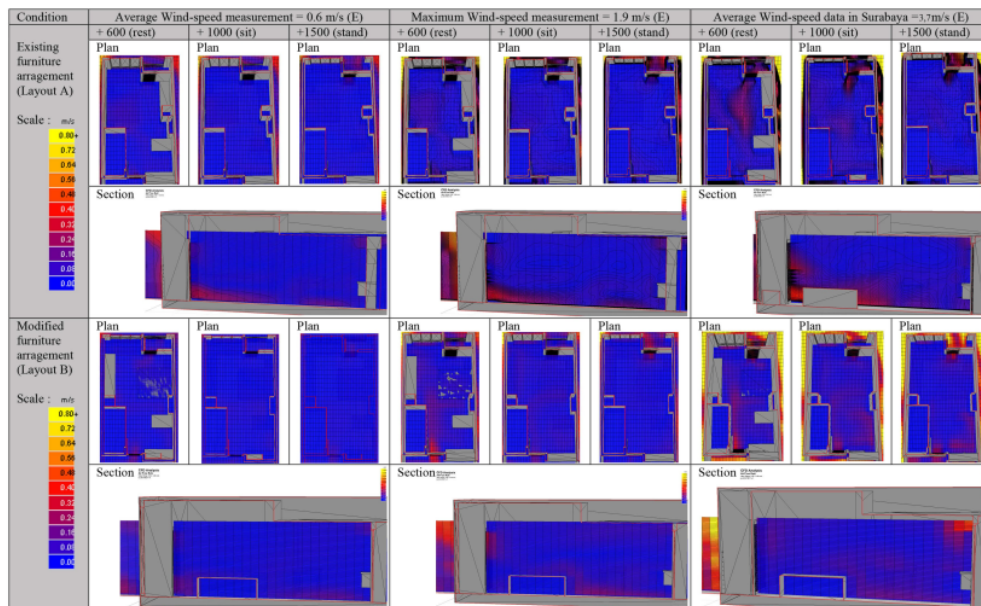 Condition Average Wind-speed measurement = 0.6 m/s (E) Maximum Wind-speed measurement = 1.9 m/s (E) Average Wind-speed data in Surabaya =3,7m/s (E)
+ 600 (rest) + 1000 (sit) +1500 (stand) + 600 (rest) + 1000 (sit) +1500 (stand) + 600 (rest) + 1000 (sit) +1500 (stand)
Existing
furniture
arragement
(Layout A)
Scale : m/s
0.80+
0.72
0.64
0.56
0.48
0.40
0.32
0.24
0.16
0.08
0.00
Plan Plan Plan Plan Plan Plan Plan Plan Plan
Section Section Section
Modified
furniture
arragement
(Layout B)
Scale : m/s
0.80+
0.72
0.64
0.56
0.48
0.40
0.32
0.24
0.16
0.08
0.00
Plan Plan Plan Plan Plan Plan Plan Plan Plan
Section Section Section